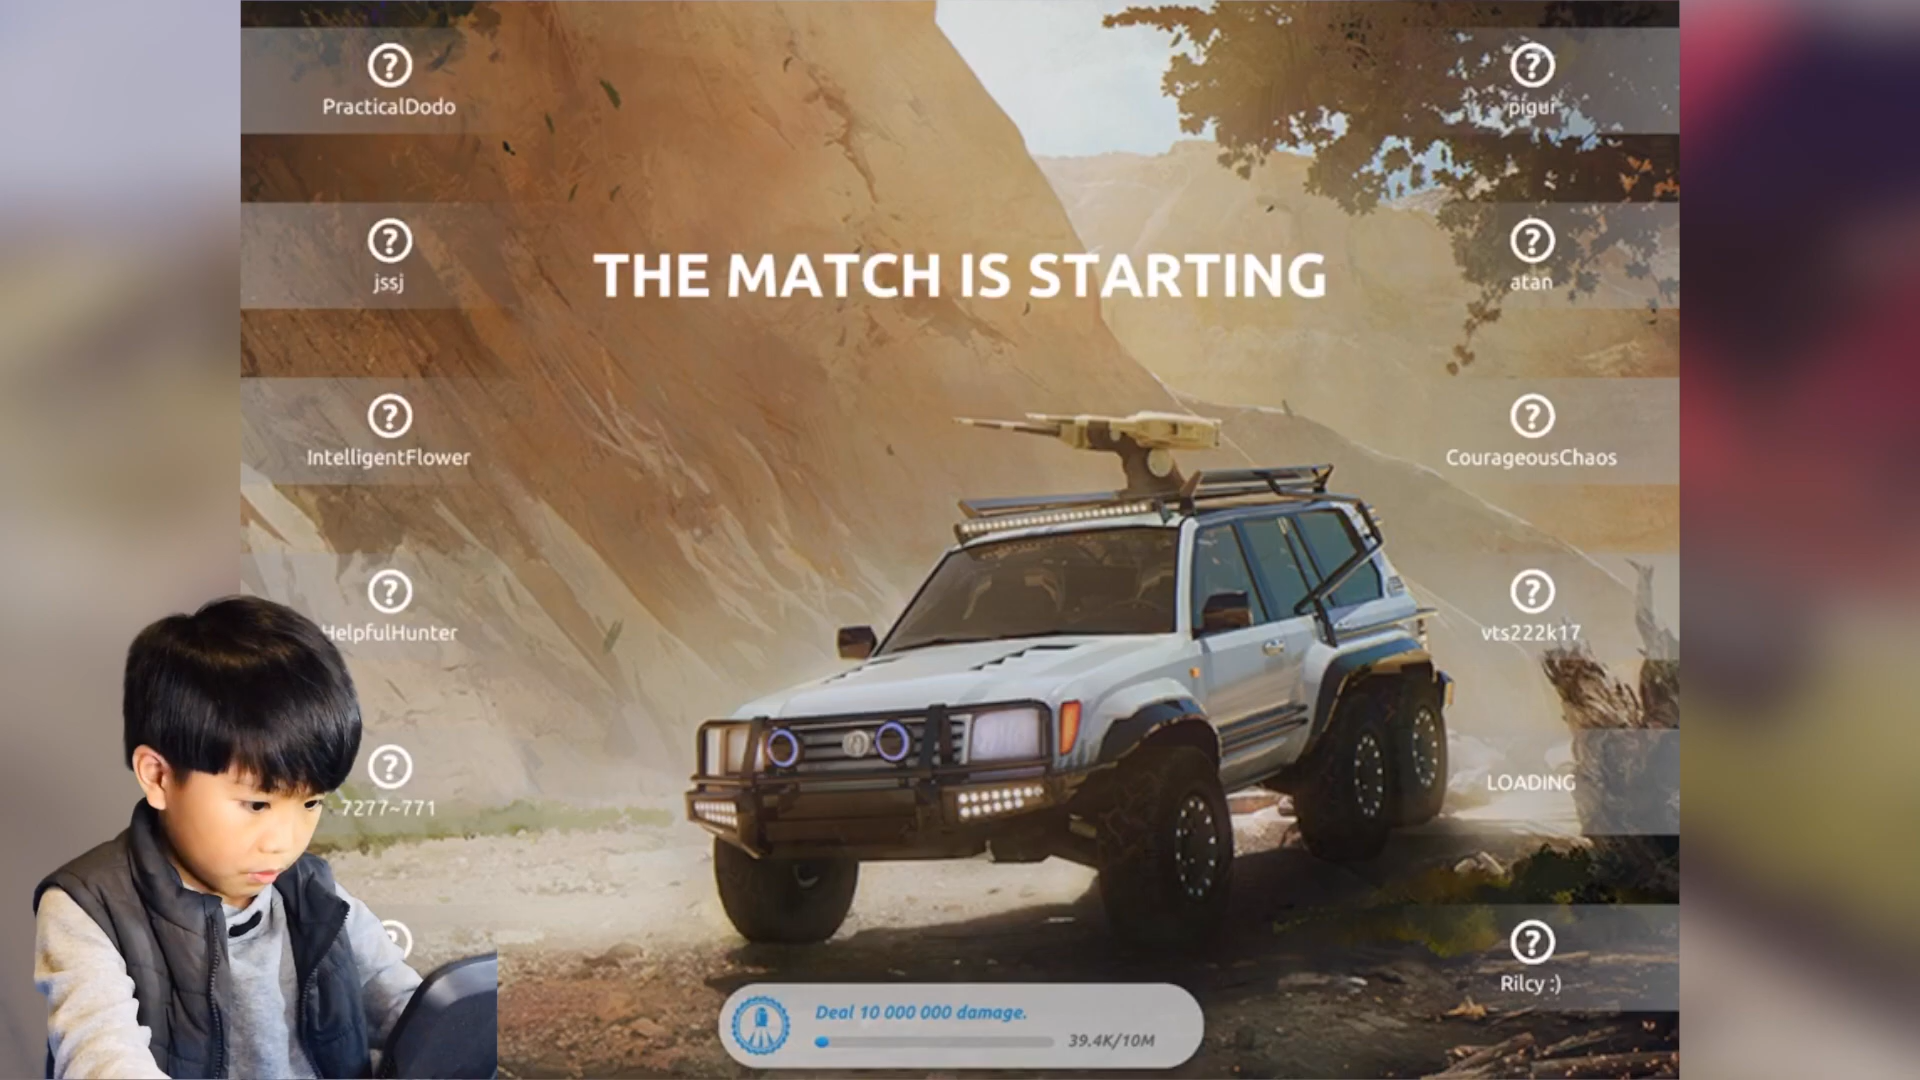 PracticalDodo
jssj
IntelligentFlower
HelpfulHunter
7277~771
THE MATCH IS STARTING
Deal 10 000 000 damage.
39.4K/10M
pigui
atan
CourageousChaos
vts222k17
LOADING
Rilcy :)